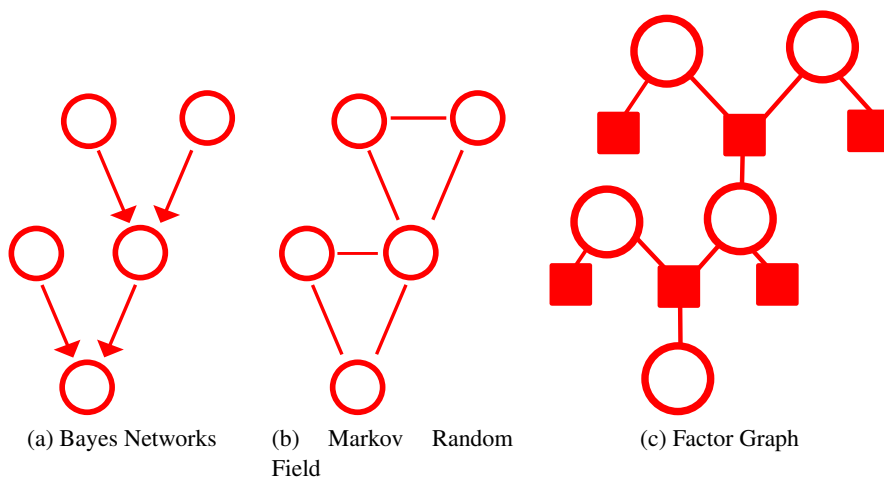 (a) Bayes Networks
(b) Markov Random
Field
(c) Factor Graph